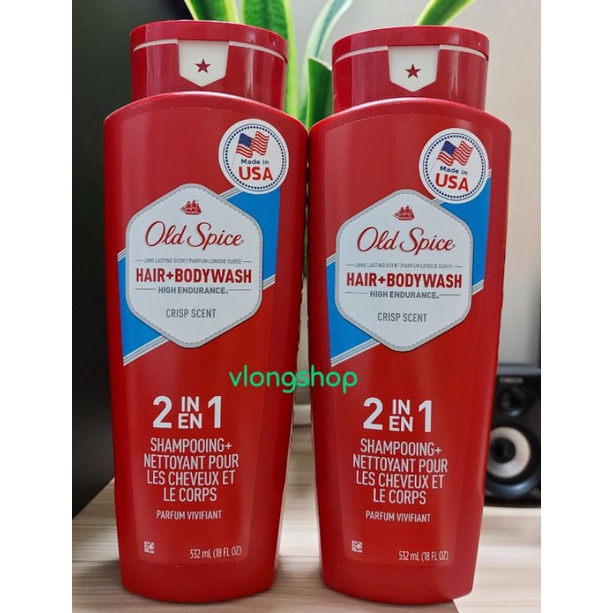 Made in
USA
Old Spice
LONG LASTING SCENT/PARFUM LONGUE DURÉE
HAIR+BODYWASH
HIGH ENDURANCE
CRISP SCENT
2 IN EN 1
SHAMPOOING+
NETTOYANT POUR
LES CHEVEUX ET
LE CORPS
PARFUM VIVIFIANT
532 mL (18 FL OZ)
Made in
USA
Old Spice
LONG LASTING SCENT/PARFUM LONGUE DURÉE
HAIR+BODYWASH
HIGH ENDURANCE
CRISP SCENT
2 IN EN 1
SHAMPOOING+
NETTOYANT POUR
LES CHEVEUX ET
LE CORPS
PARFUM VIVIFIANT
532 mL (18 FL OZ)
vlongshop